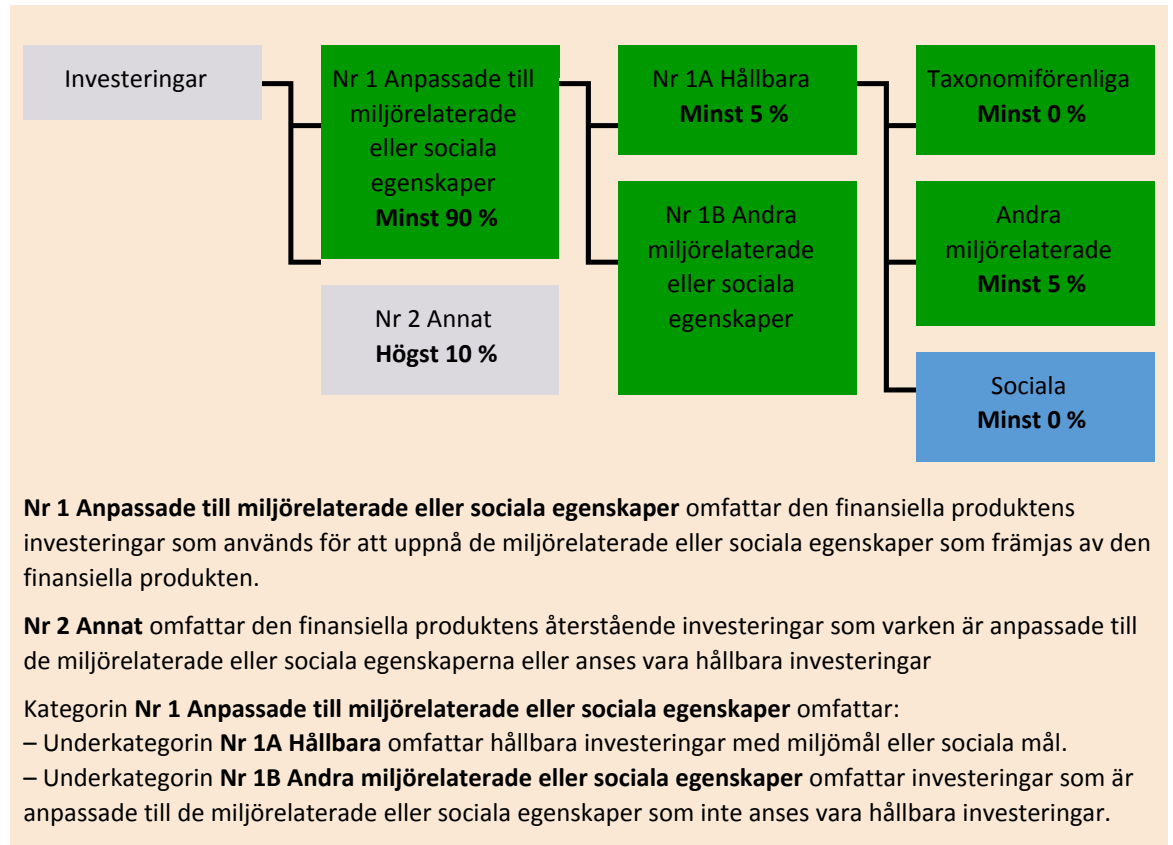 Investeringar
Nr 1 Anpassade till
miljörelaterade
eller sociala
egenskaper
Minst 90 %
Nr 2 Annat
Högst 10 %
Nr 1A Hållbara
Minst 5 %
Nr 1B Andra
miljörelaterade
eller sociala
egenskaper
Taxonomiförenliga
Minst 0 %
Andra
miljörelaterade
Minst 5 %
Sociala
Minst 0 %
Nr 1 Anpassade till miljörelaterade eller sociala egenskaper omfattar den finansiella produktens
investeringar som används för att uppnå de miljörelaterade eller sociala egenskaper som främjas av den
finansiella produkten.
Nr 2 Annat omfattar den finansiella produktens återstående investeringar som varken är anpassade till
de miljörelaterade eller sociala egenskaperna eller anses vara hållbara investeringar
Kategorin Nr 1 Anpassade till miljörelaterade eller sociala egenskaper omfattar:
– Underkategorin Nr 1A Hållbara omfattar hållbara investeringar med miljömål eller sociala mål.
– Underkategorin Nr 1B Andra miljörelaterade eller sociala egenskaper omfattar investeringar som är
anpassade till de miljörelaterade eller sociala egenskaper som inte anses vara hållbara investeringar.